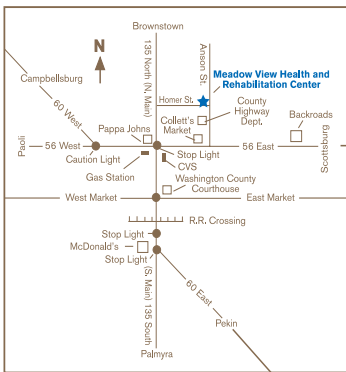 Brownstown
N
135 North (N. Main)
Anson St.
Meadow View Health and
Rehabilitation Center
Campbellsburg
60 West
Homer St.
County
Highway
Dept.
Collett's
Market
Backroads
Pappa Johns
Paoli
56 West
56 East
Scottsburg
Caution Light
Stop Light
Gas Station
CVS
Washington County
Courthouse
West Market
East Market
R.R. Crossing
Stop Light
McDonald's
Stop Light
(S. Main) 135 South
60 East
Pekin
Palmyra